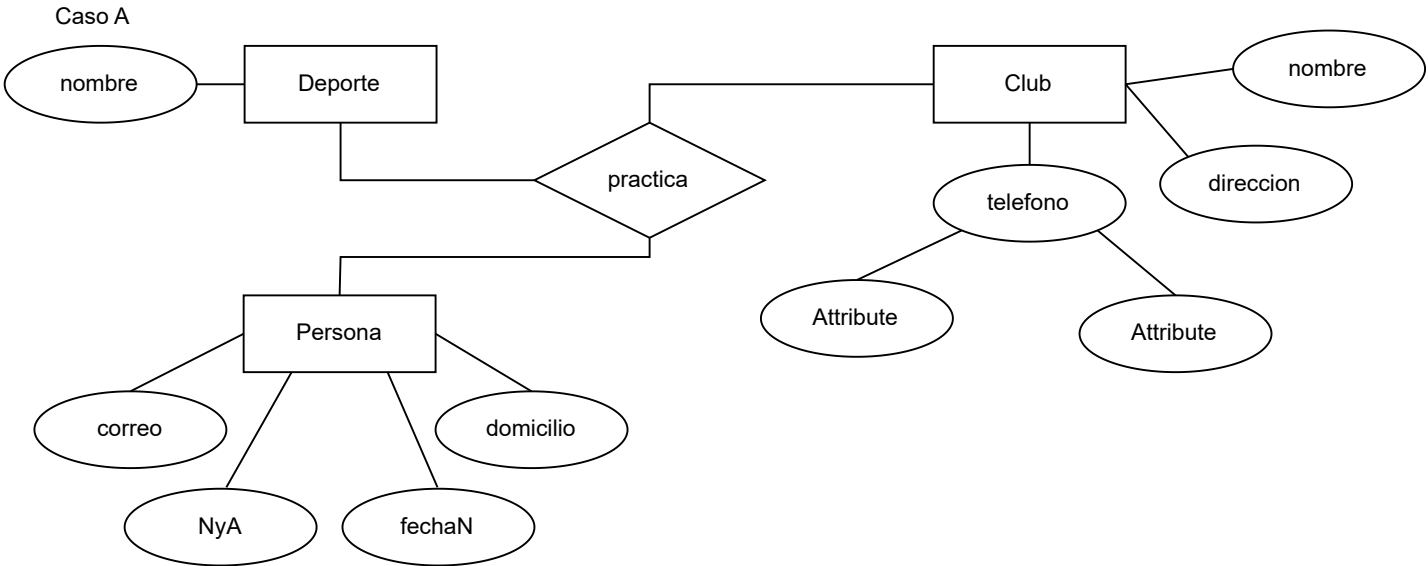 Caso A
nombre
Deporte
Club
nombre
practica
direccion
telefono
Attribute
Attribute
Persona
correo
domicilio
NyA
fechaN